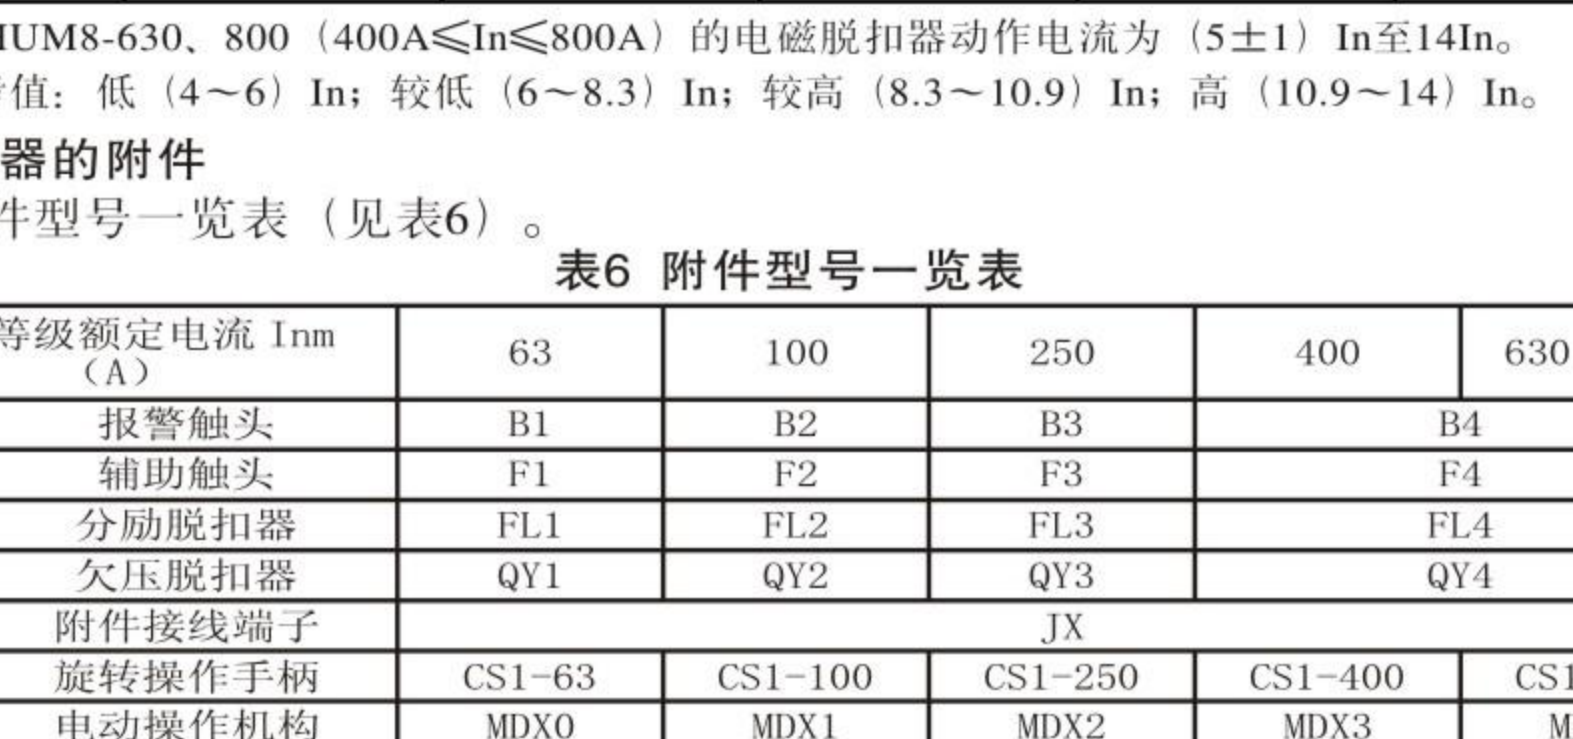 HUM8-630、800（400A≤In≤800A）的电磁脱扣器动作电流为（5±1）In至14In。
值：低（4～6）In；较低（6～8.3）In；较高（8.3～10.9）In；高（10.9～14）In。
器的附件
件型号一览表（见表6）。
表6 附件型号一览表
等级额定电流 Inm（A） 63 100 250 400 630
报警触头 B1 B2 B3 B4
辅助触头 F1 F2 F3 F4
分励脱扣器 FL1 FL2 FL3 FL4
欠压脱扣器 QY1 QY2 QY3 QY4
附件接线端子 JX
旋转操作手柄 CS1-63 CS1-100 CS1-250 CS1-400 CS1
电动操作机构 MDX0 MDX1 MDX2 MDX3 M